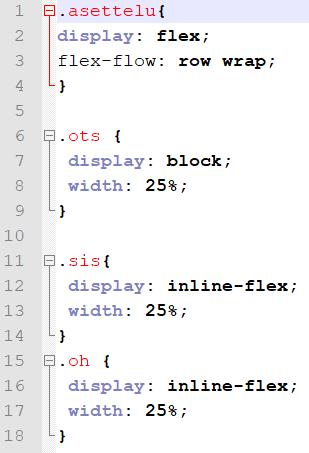 1 .asettelu{
2 display: flex;
3 flex-flow: row wrap;
4 }
5
6 .ots {
7 display: block;
8 width: 25%;
9 }
10
11 .sis{
12 display: inline-flex;
13 width: 25%;
14 }
15 .oh {
16 display: inline-flex;
17 width: 25%;
18 }